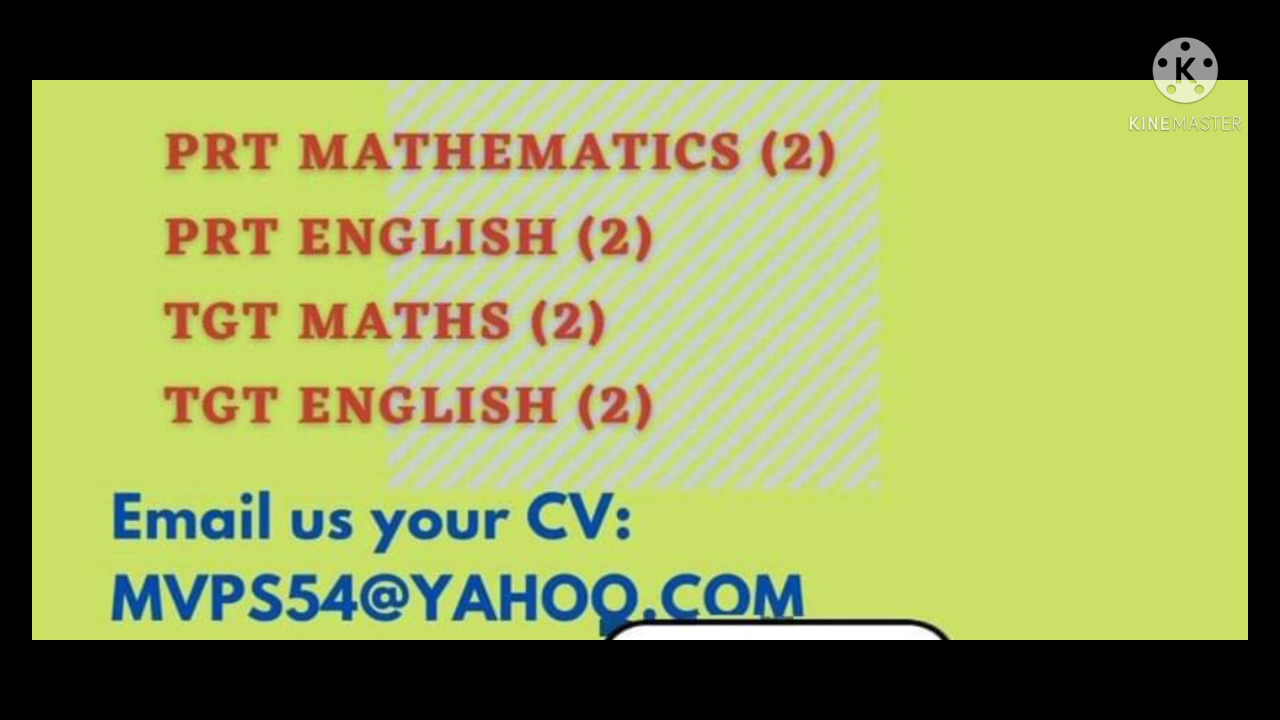 K
KINEMASTER
PRT MATHEMATICS (2)
PRT ENGLISH (2)
TGT MATHS (2)
TGT ENGLISH (2)
Email us your CV:
MVPS54@YAHOO.COM